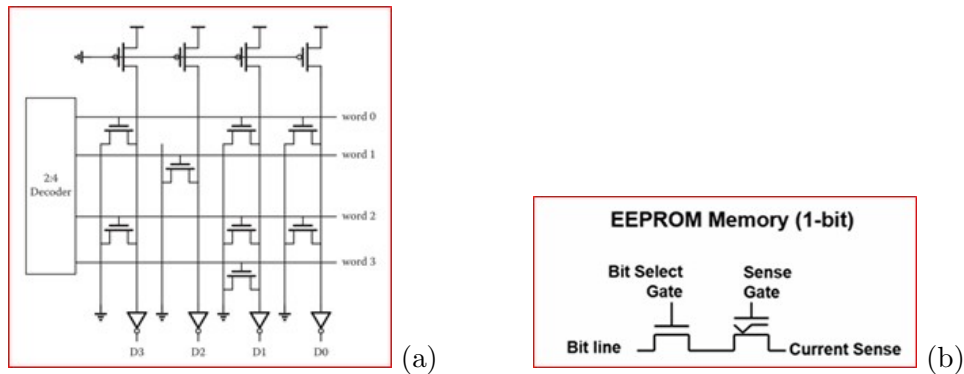 word 0
word 1
2:4
Decoder
word 2
word 3
D3 D2 D1 D0
(a)
EEPROM Memory (1-bit)
Bit Select
Gate
Sense
Gate
Bit line
Current Sense
(b)